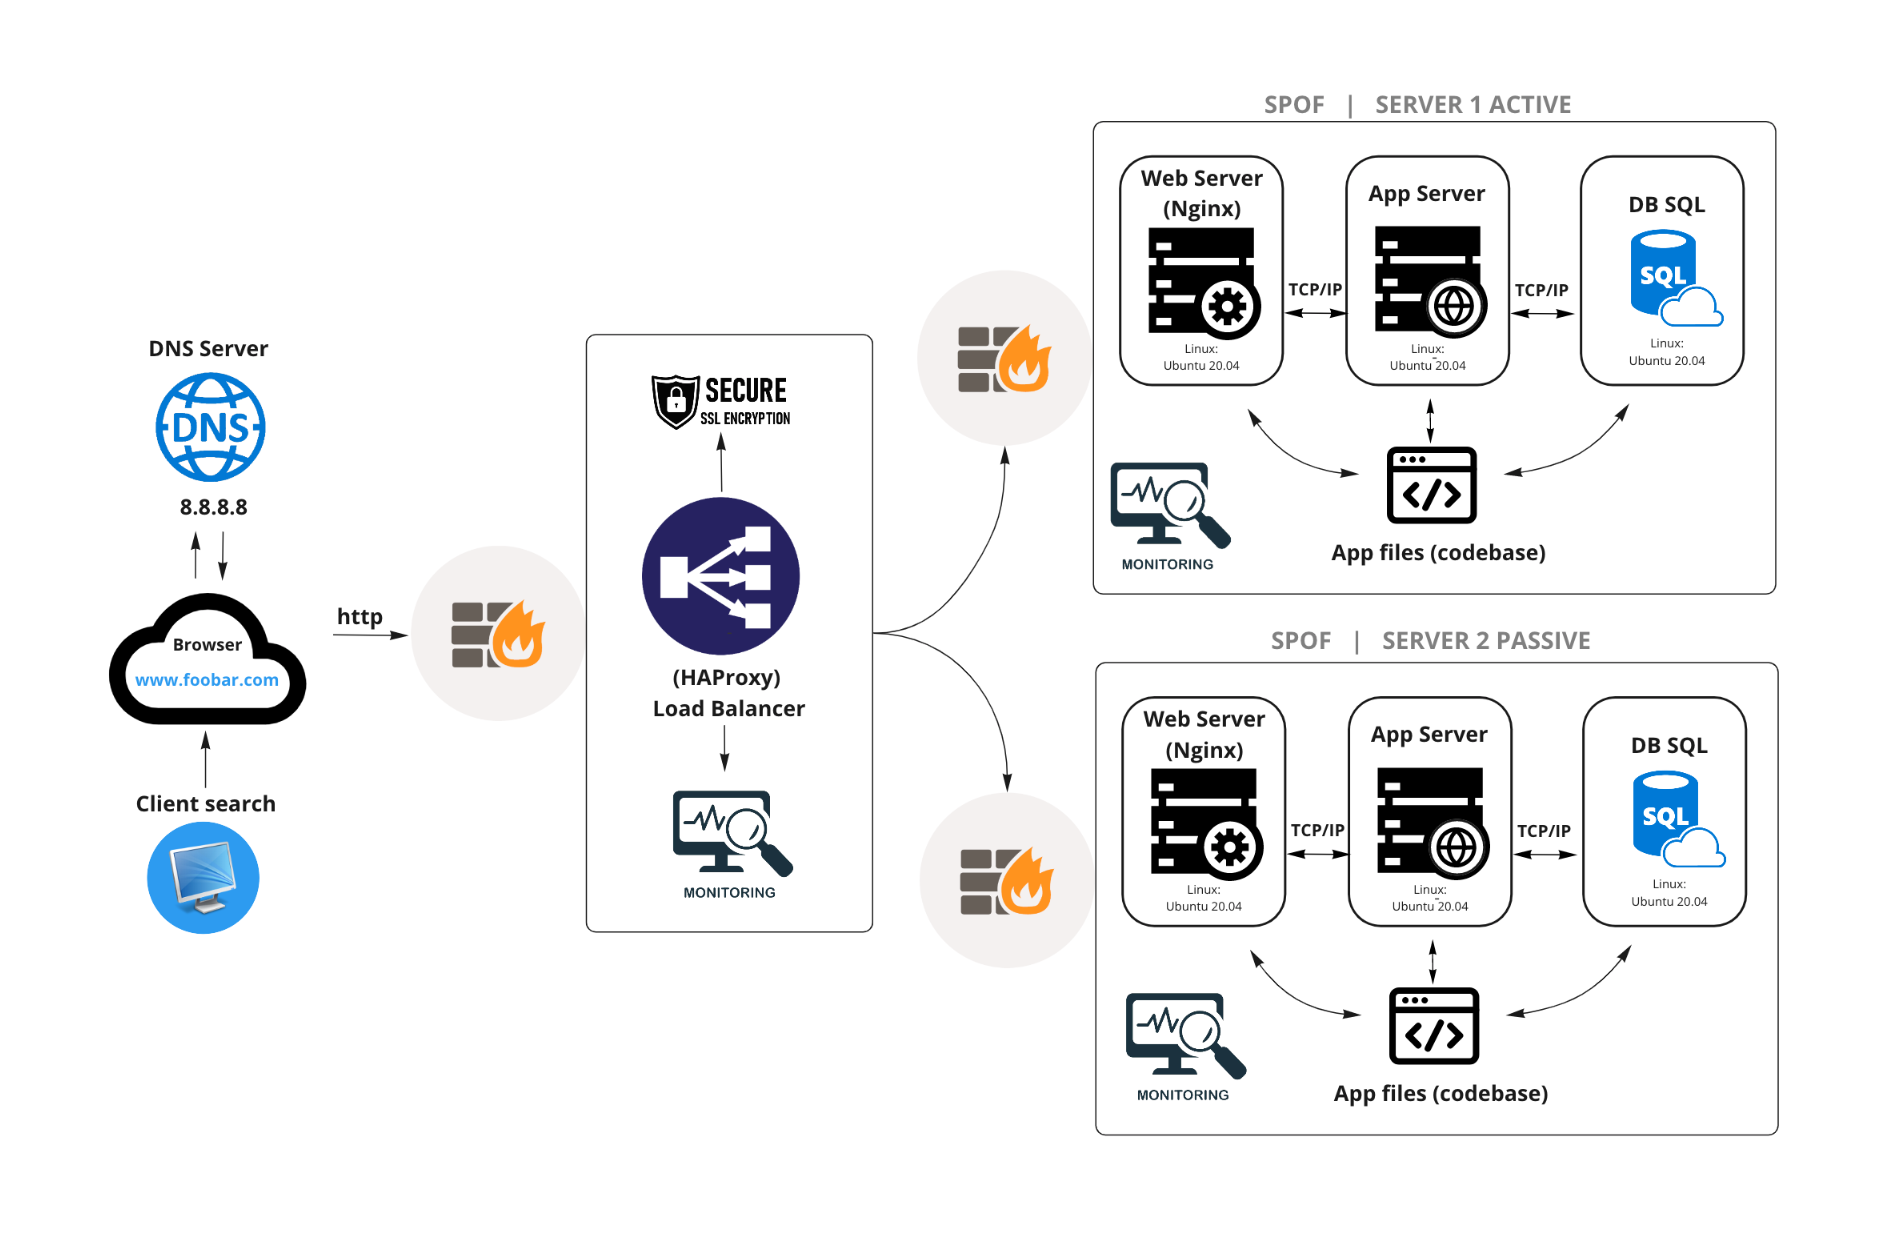 DNS Server
DNS
8.8.8.8
Browser
www.foobar.com
Client search
http
SECURE
SSL ENCRYPTION
(HAProxy)
Load Balancer
MONITORING
SPOF | SERVER 1 ACTIVE
Web Server
(Nginx)
Linux:
Ubuntu 20.04
TCP/IP
App Server
Linux:
Ubuntu 20.04
TCP/IP
DB SQL
SQL
Linux:
Ubuntu 20.04
MONITORING
</>
App files (codebase)
SPOF | SERVER 2 PASSIVE
Web Server
(Nginx)
Linux:
Ubuntu 20.04
TCP/IP
App Server
Linux:
Ubuntu 20.04
TCP/IP
DB SQL
SQL
Linux:
Ubuntu 20.04
MONITORING
</>
App files (codebase)